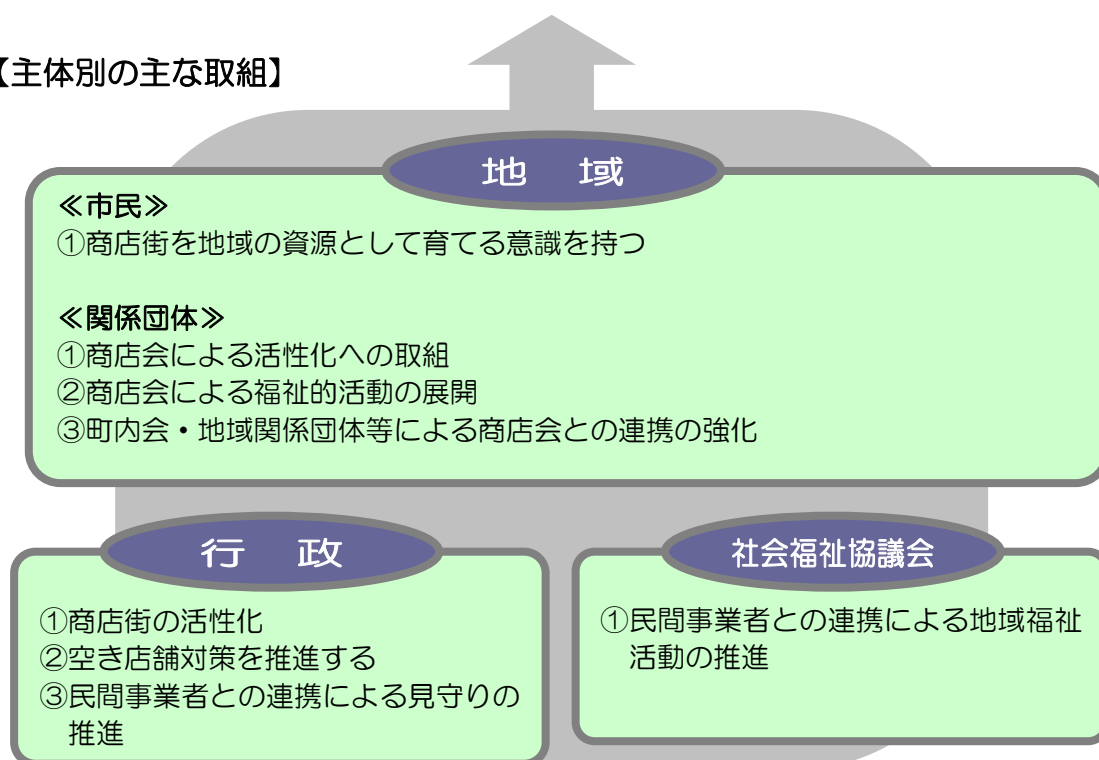 【主体別の主な取組】
地　域
≪市民≫
①商店街を地域の資源として育てる意識を持つ
≪関係団体≫
①商店会による活性化への取組
②商店会による福祉的活動の展開
③町内会・地域関係団体等による商店会との連携の強化
行　政
①商店街の活性化
②空き店舗対策を推進する
③民間事業者との連携による見守りの
推進
社会福祉協議会
①民間事業者との連携による地域福祉
活動の推進